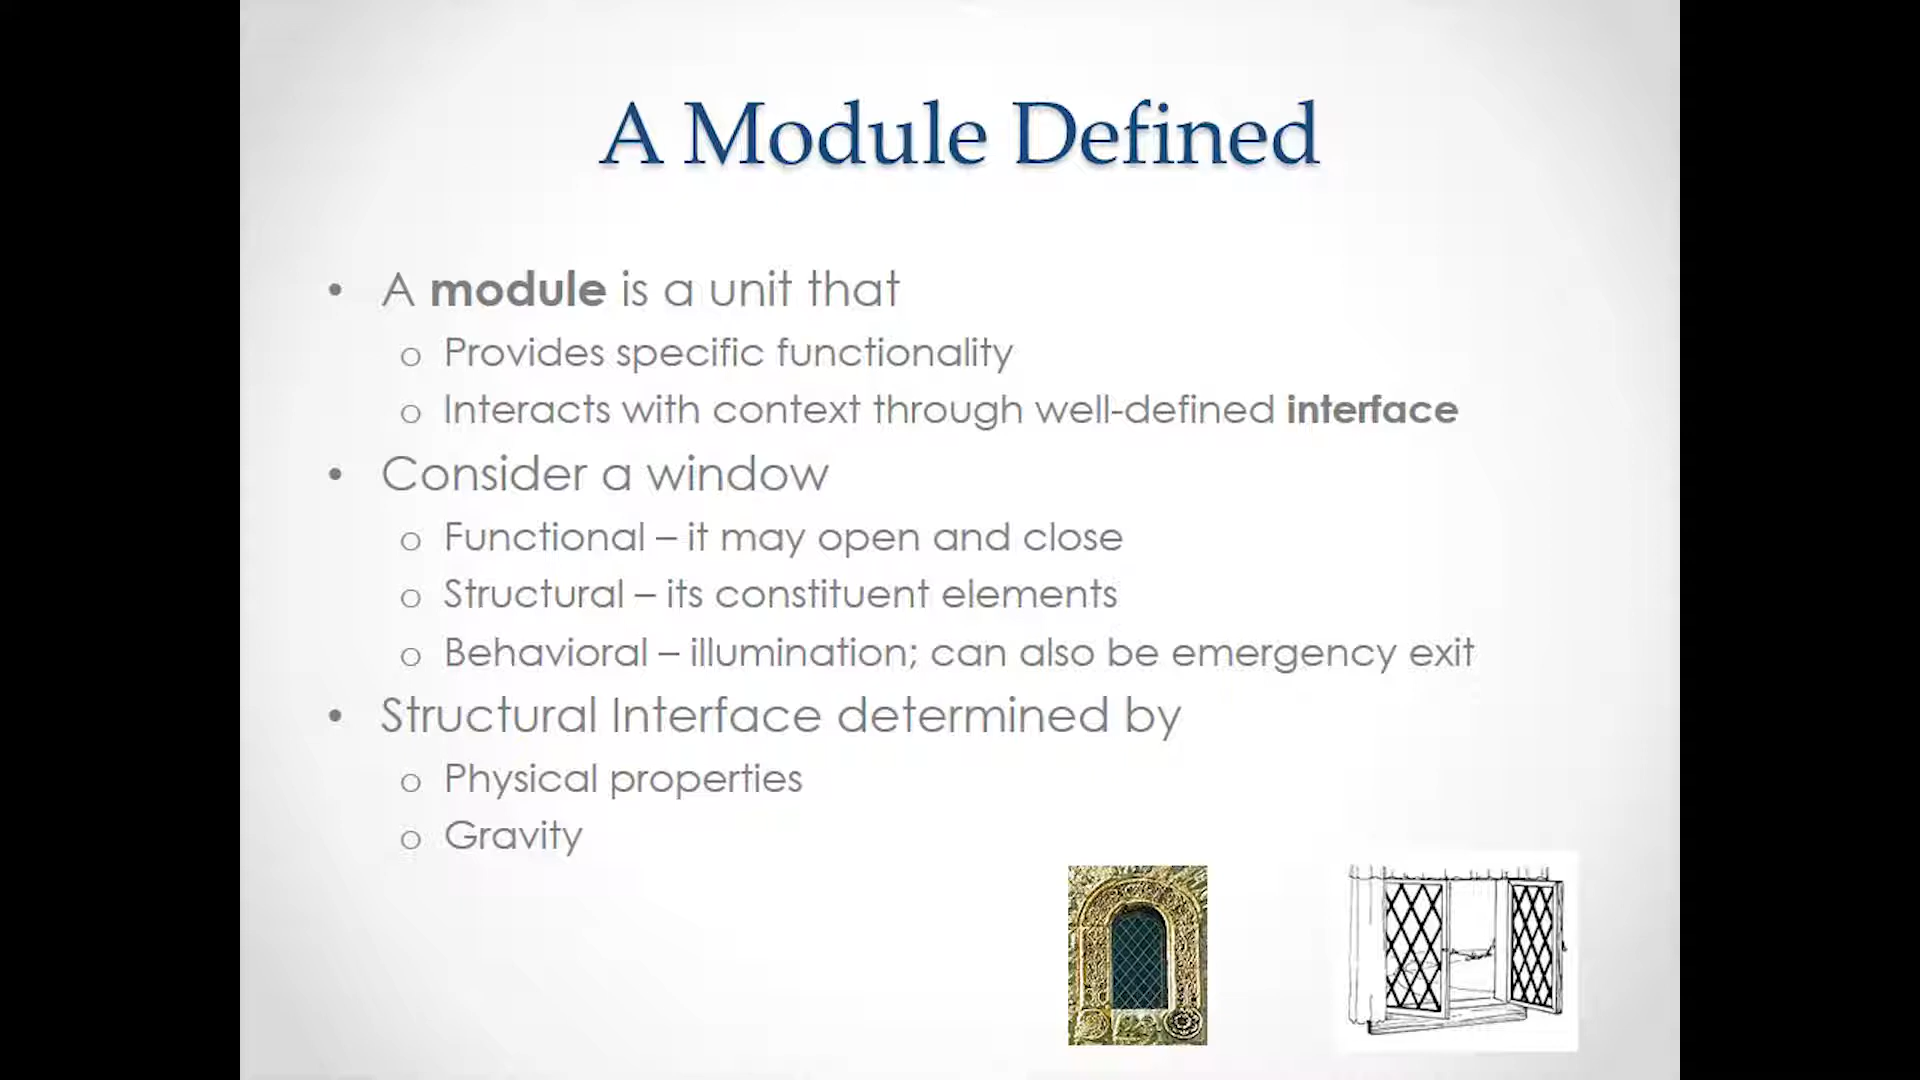 A Module Defined
• A module is a unit that
o Provides specific functionality
o Interacts with context through well-defined interface
• Consider a window
o Functional – it may open and close
o Structural – its constituent elements
o Behavioral – illumination; can also be emergency exit
• Structural Interface determined by
o Physical properties
o Gravity